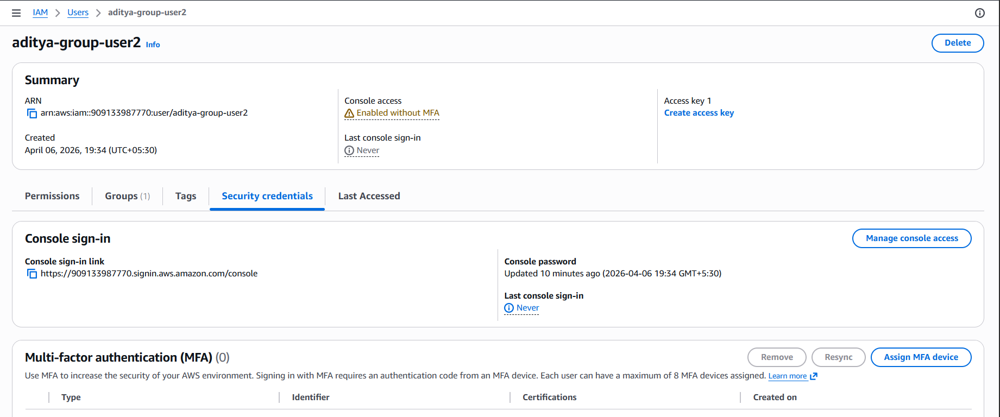 IAM > Users > aditya-group-user2
aditya-group-user2 Info
Delete
Summary
ARN
arn:aws:iam::909133987770:user/aditya-group-user2
Created
April 06, 2026, 19:34 (UTC+05:30)
Console access
Enabled without MFA
Last console sign-in
Never
Access key 1
Create access key
Permissions
Groups (1)
Tags
Security credentials
Last Accessed
Console sign-in
Manage console access
Console sign-in link
https://909133987770.signin.aws.amazon.com/console
Console password
Updated 10 minutes ago (2026-04-06 19:34 GMT+5:30)
Last console sign-in
Never
Multi-factor authentication (MFA) (0)
Remove
Resync
Assign MFA device
Use MFA to increase the security of your AWS environment. Signing in with MFA requires an authentication code from an MFA device. Each user can have a maximum of 8 MFA devices assigned. Learn more
Type
Identifier
Certifications
Created on